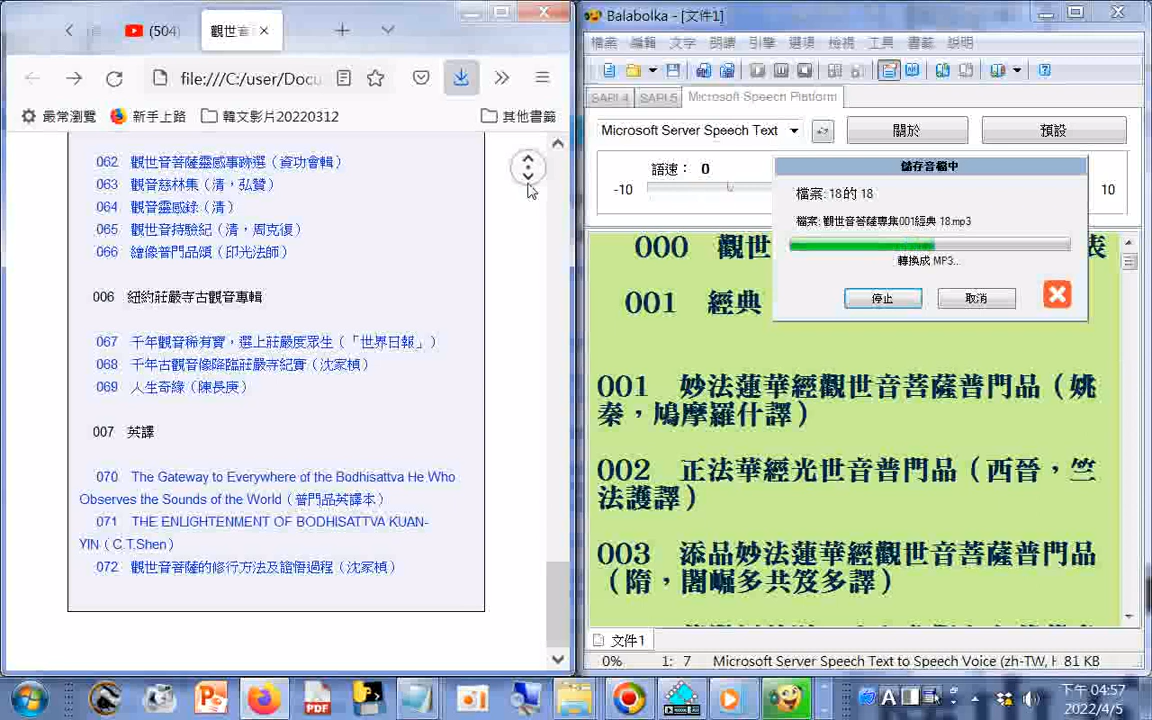 (504)
觀世音
file:///C:/user/Docu
最常瀏覽
新手上路
韓文影片20220312
其他書籤
062 觀世音菩薩靈感事跡選（資功會輯）
063 觀音慈林集（清，弘贊）
064 觀音靈感錄（清）
065 觀世音持驗紀（清，周克復）
066 繪像普門品頌（印光法師）
006 紐約莊嚴寺古觀音專輯
067 千年觀音稀有寶，選上莊嚴度眾生（「世界日報」）
068 千年古觀音像降臨莊嚴寺紀實（沈家楨）
069 人生奇緣（陳長庚）
007 英譯
070 The Gateway to Everywhere of the Bodhisattva He Who
Observes the Sounds of the World（普門品英譯本）
071 THE ENLIGHTENMENT OF BODHISATTVA KUAN-
YIN（C.T.Shen）
072 觀世音菩薩的修行方法及證悟過程（沈家楨）
Balabolka - [文件1]
檔案 編輯 文字 朗讀 引擎 選項 檢視 工具 書籤 說明
SAPI 4 SAPI 5 Microsoft Speech Platform
Microsoft Server Speech Text
關於
預設
語速： 0
-10
10
儲存音檔中
檔案: 18的 18
檔案: 觀世音菩薩專集001經典 18.mp3
轉換成 MP3...
停止
取消
000 觀世
表
001 經典
001 妙法蓮華經觀世音菩薩普門品（姚
秦，鳩摩羅什譯）
002 正法華經光世音普門品（西晉，竺
法護譯）
003 添品妙法蓮華經觀世音菩薩普門品
（隋，闍崛多共笈多譯）
文件1
0%
1: 7
Microsoft Server Speech Text to Speech Voice (zh-TW, H
81 KB
PDF
A
下午 04:57
2022/4/5